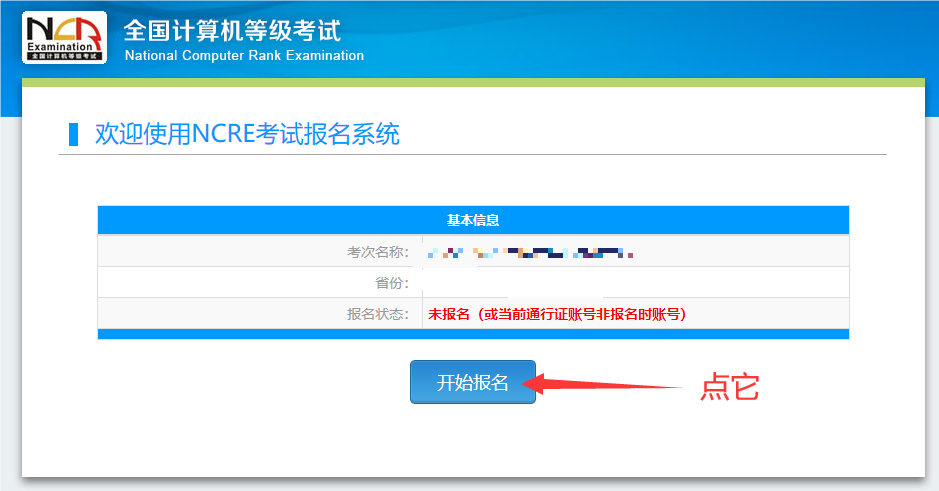 NCR
Examination
全国计算机等级考试
全国计算机等级考试
National Computer Rank Examination
欢迎使用NCRE考试报名系统
基本信息
考次名称:
省份:
报名状态: 未报名（或当前通行证账号非报名时账号）
开始报名
点它